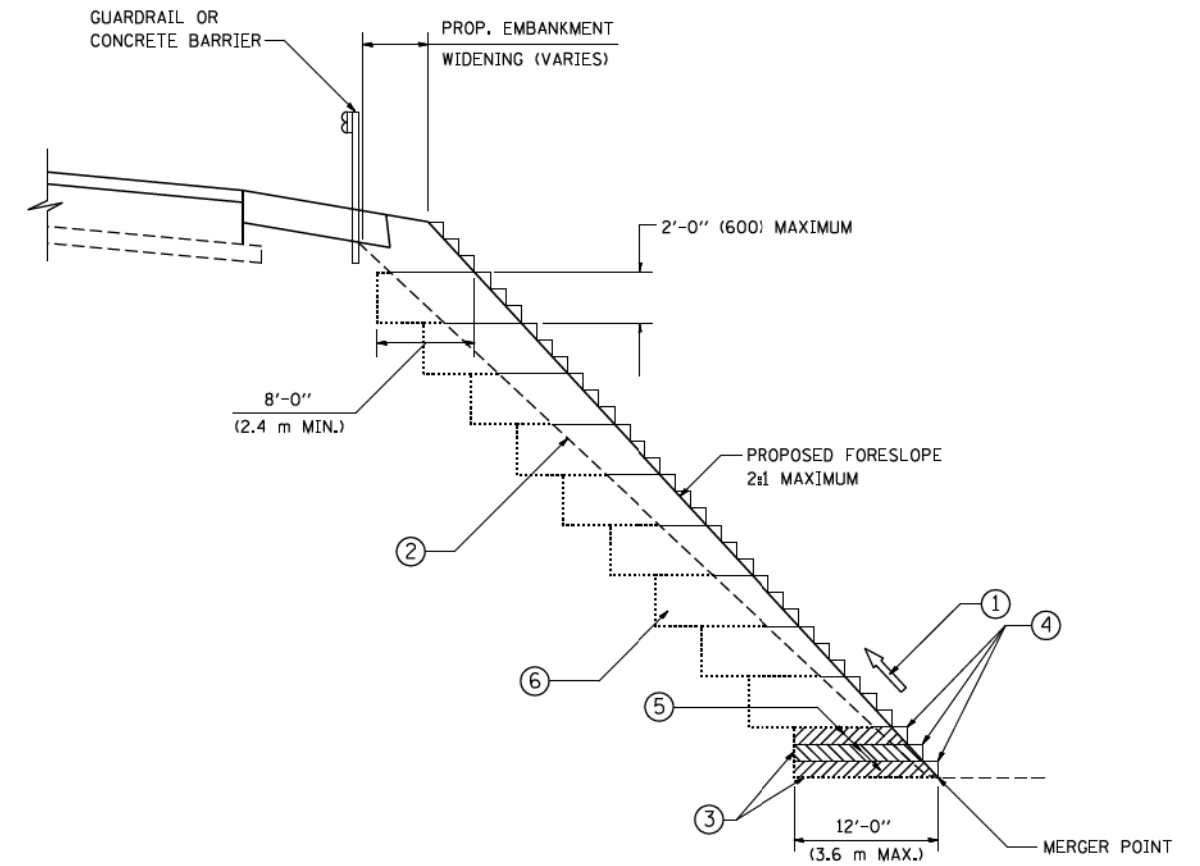 GUARDRAIL OR
CONCRETE BARRIER
PROP. EMBANKMENT
WIDENING (VARIES)
2'-0" (600) MAXIMUM
8'-0"
(2.4 m MIN.)
PROPOSED FORESLOPE
2:1 MAXIMUM
2
1
4
6
5
3
12'-0"
(3.6 m MAX.)
MERGER POINT